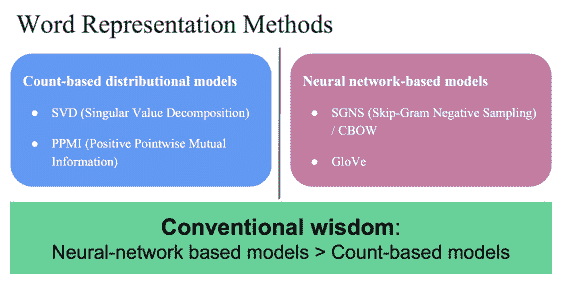 Word Representation Methods
Count-based distributional models
● SVD (Singular Value Decomposition)
● PPMI (Positive Pointwise Mutual
Information)
Neural network-based models
● SGNS (Skip-Gram Negative Sampling)
/ CBOW
● GloVe
Conventional wisdom:
Neural-network based models > Count-based models